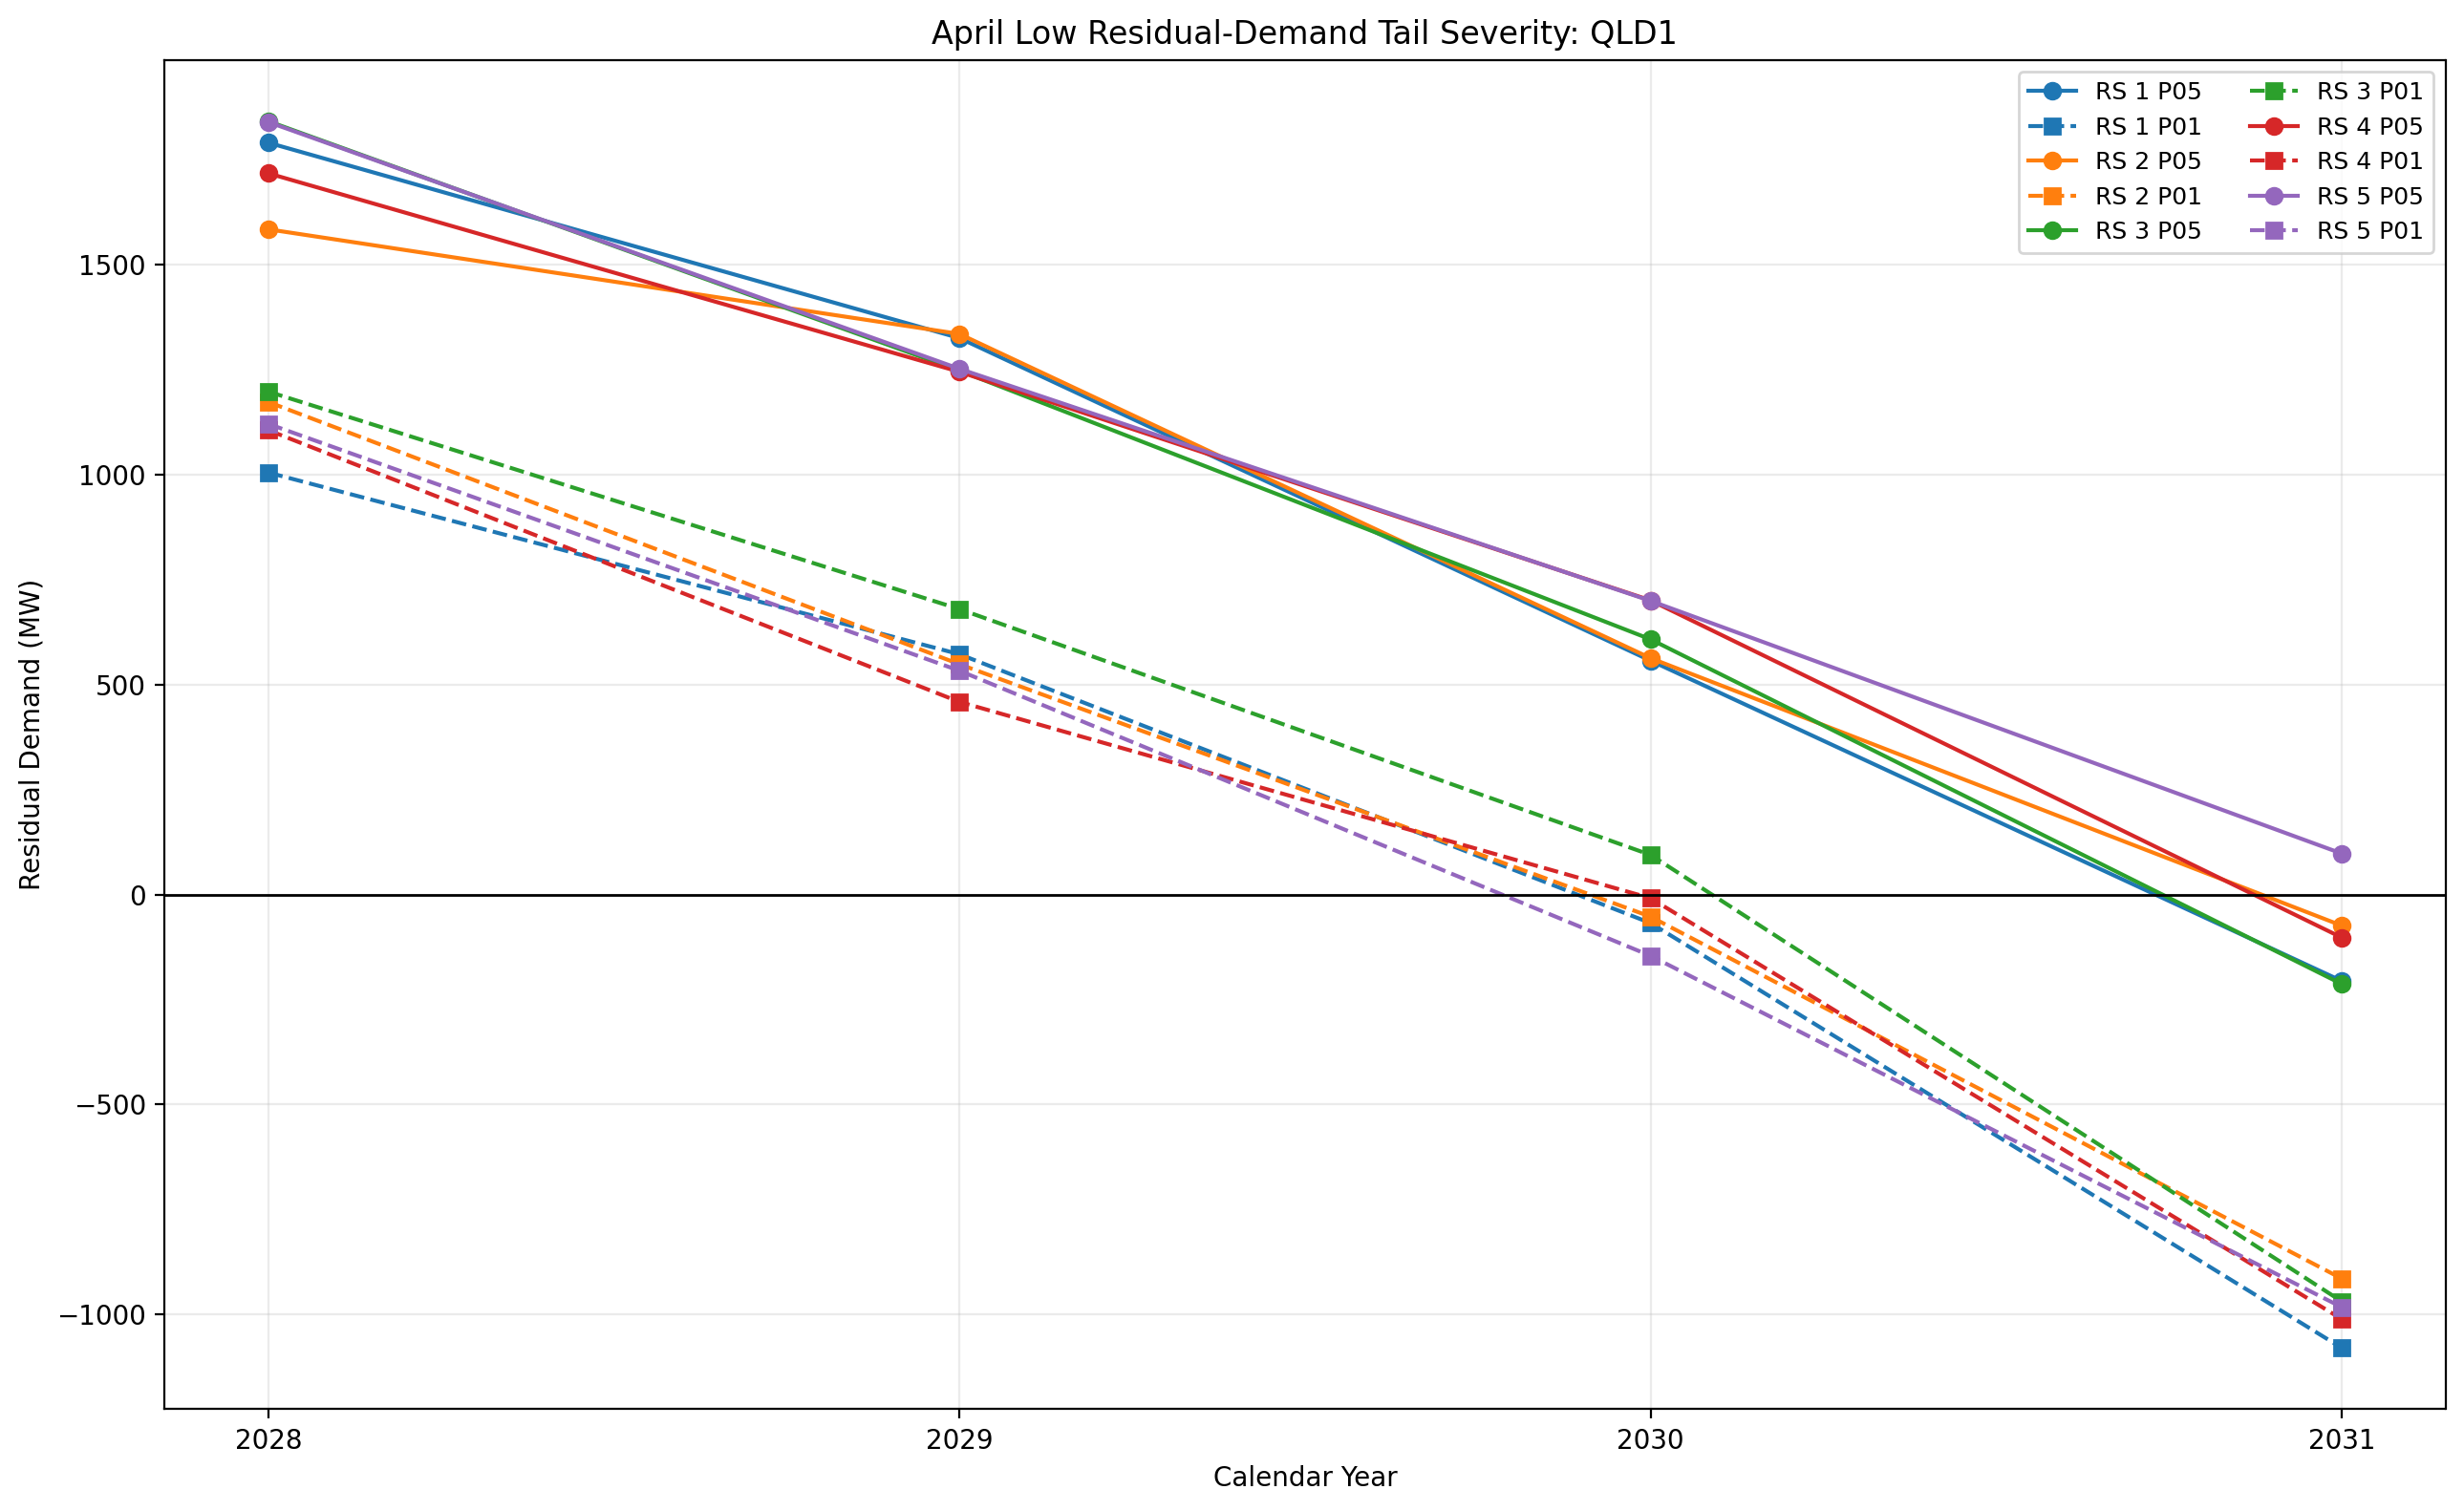 April Low Residual-Demand Tail Severity: QLD1
RS 1 P05
RS 1 P01
RS 2 P05
RS 2 P01
RS 3 P05
RS 3 P01
RS 4 P05
RS 4 P01
RS 5 P05
RS 5 P01
Residual Demand (MW)
1500
1000
500
0
−500
−1000
2028 2029 2030 2031
Calendar Year